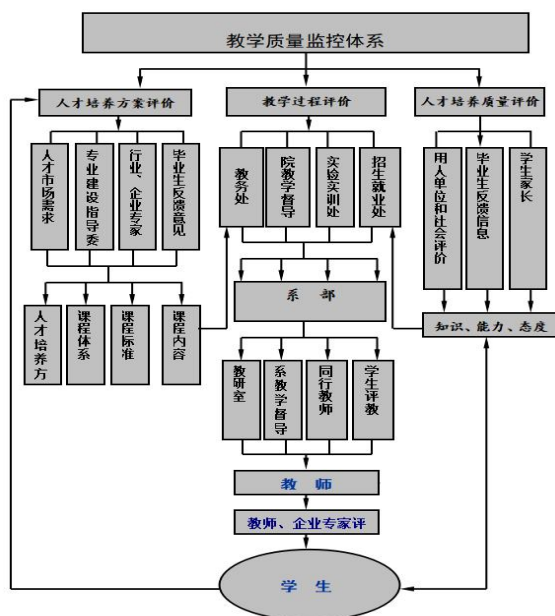 教学质量监控体系
人才培养方案评价
教学过程评价
人才培养质量评价
人才市场需求
专业建设指导委
行业、企业专家
毕业生反馈意见
教务处
院教学督导
实验实训处
招生就业处
用人单位和社会评价
毕业生反馈信息
学生家长
系 部
人才培养方
课程体系
课程标准
课程内容
知识、能力、态度
教研室
系教学督导
同行教师
学生评教
教 师
教师、企业专家评
学 生